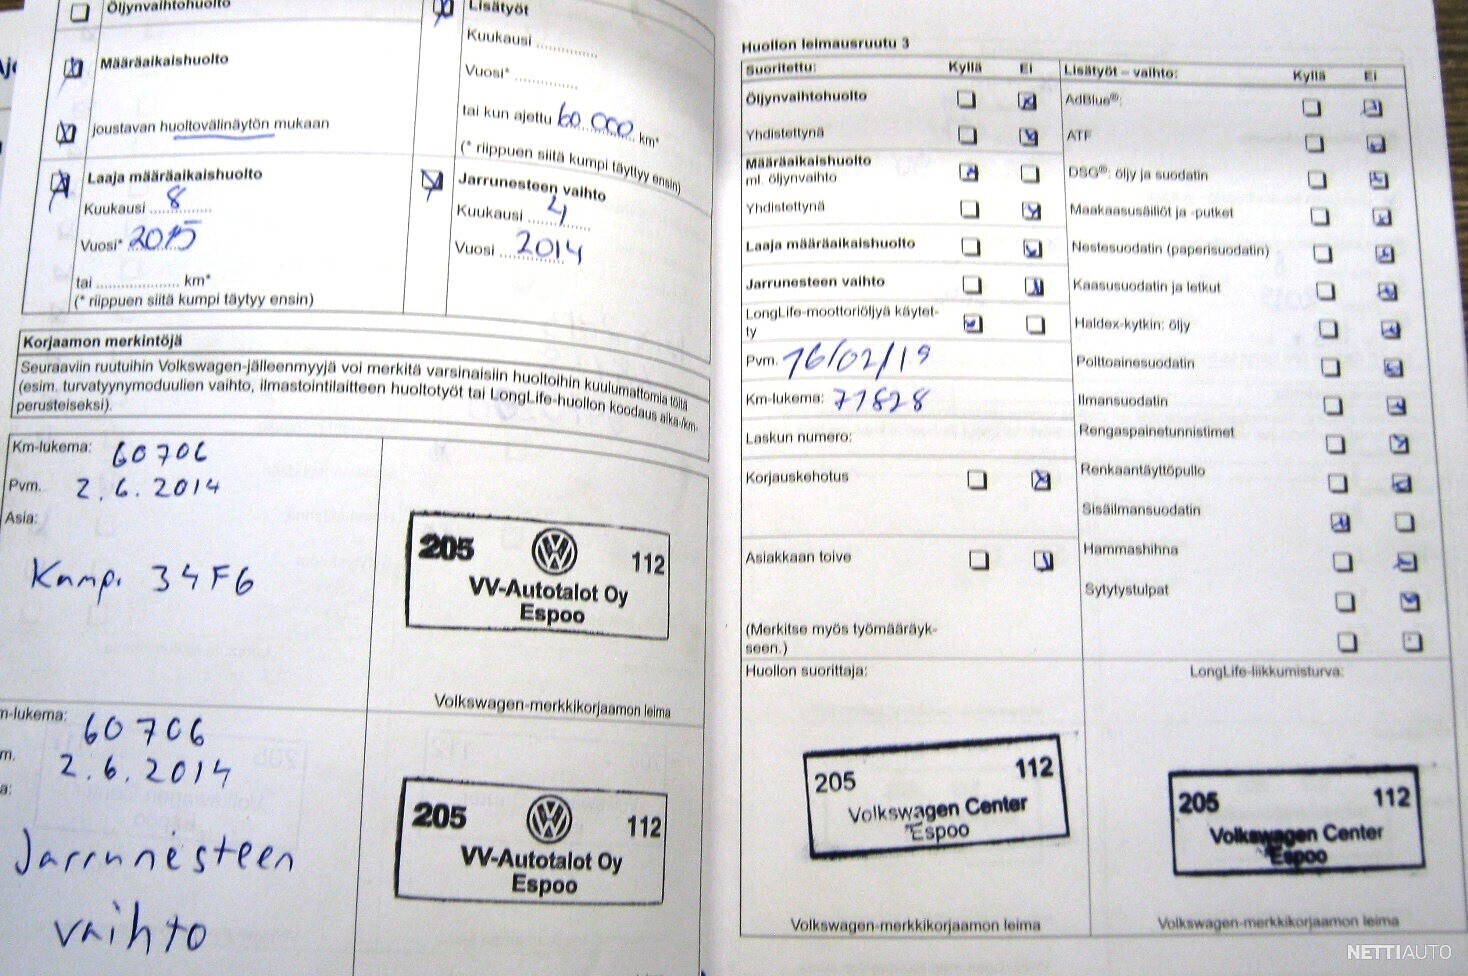 Öljynvaihtohuolto
Määräaikaishuolto
joustavan huoltovälinäytön mukaan
Laaja määräaikaishuolto
Kuukausi 8
Vuosi* 2015
tai .................... km*
(* riippuen siitä kumpi täytyy ensin)
Lisätyöt
Kuukausi ...............
Vuosi* ...............
tai kun ajettu 60 000 km*
(* riippuen siitä kumpi täytyy ensin)
Jarrunesteen vaihto
Kuukausi 4
Vuosi 2014
Korjaamon merkintöjä
Seuraaviin ruutuihin Volkswagen-jälleenmyyjä voi merkitä varsinaisiin huoltoihin kuulumattomia töitä
(esim. turvatyynymoduulien vaihto, ilmastointilaitteen huoltotyöt tai LongLife-huollon koodaus aika-/km-
perusteiseksi).
Km-lukema: 60706
Pvm. 2.6.2014
Asia:
Kamp. 34F6
205 112
VV-Autotalot Oy
Espoo
Volkswagen-merkkikorjaamon leima
m-lukema: 60706
m. 2.6.2014
a:
Jarrunesteen
vaihto
205 112
VV-Autotalot Oy
Espoo
Huollon leimausruutu 3
Suoritettu: Kyllä Ei
Öljynvaihtohuolto
Yhdistettynä
Määräaikaishuolto
ml. öljynvaihto
Yhdistettynä
Laaja määräaikaishuolto
Jarrunesteen vaihto
LongLife-moottoriöljyä käytet-
ty
Pvm. 16/02/15
Km-lukema: 71828
Laskun numero:
Korjauskehotus
Asiakkaan toive
(Merkitse myös työmääräyk-
seen.)
Lisätyöt – vaihto: Kyllä Ei
AdBlue®:
ATF
DSG®: öljy ja suodatin
Maakaasusäiliöt ja -putket
Nestesuodatin (paperisuodatin)
Kaasusuodatin ja letkut
Haldex-kytkin: öljy
Polttoainesuodatin
Ilmansuodatin
Rengaspainetunnistimet
Renkaantäyttöpullo
Sisäilmansuodatin
Hammashihna
Sytytystulpat
Huollon suorittaja:
205 112
Volkswagen Center
Espoo
Volkswagen-merkkikorjaamon leima
LongLife-liikkumisturva:
205 112
Volkswagen Center
Espoo
Volkswagen-merkkikorjaamon leima
NETTIAUTO